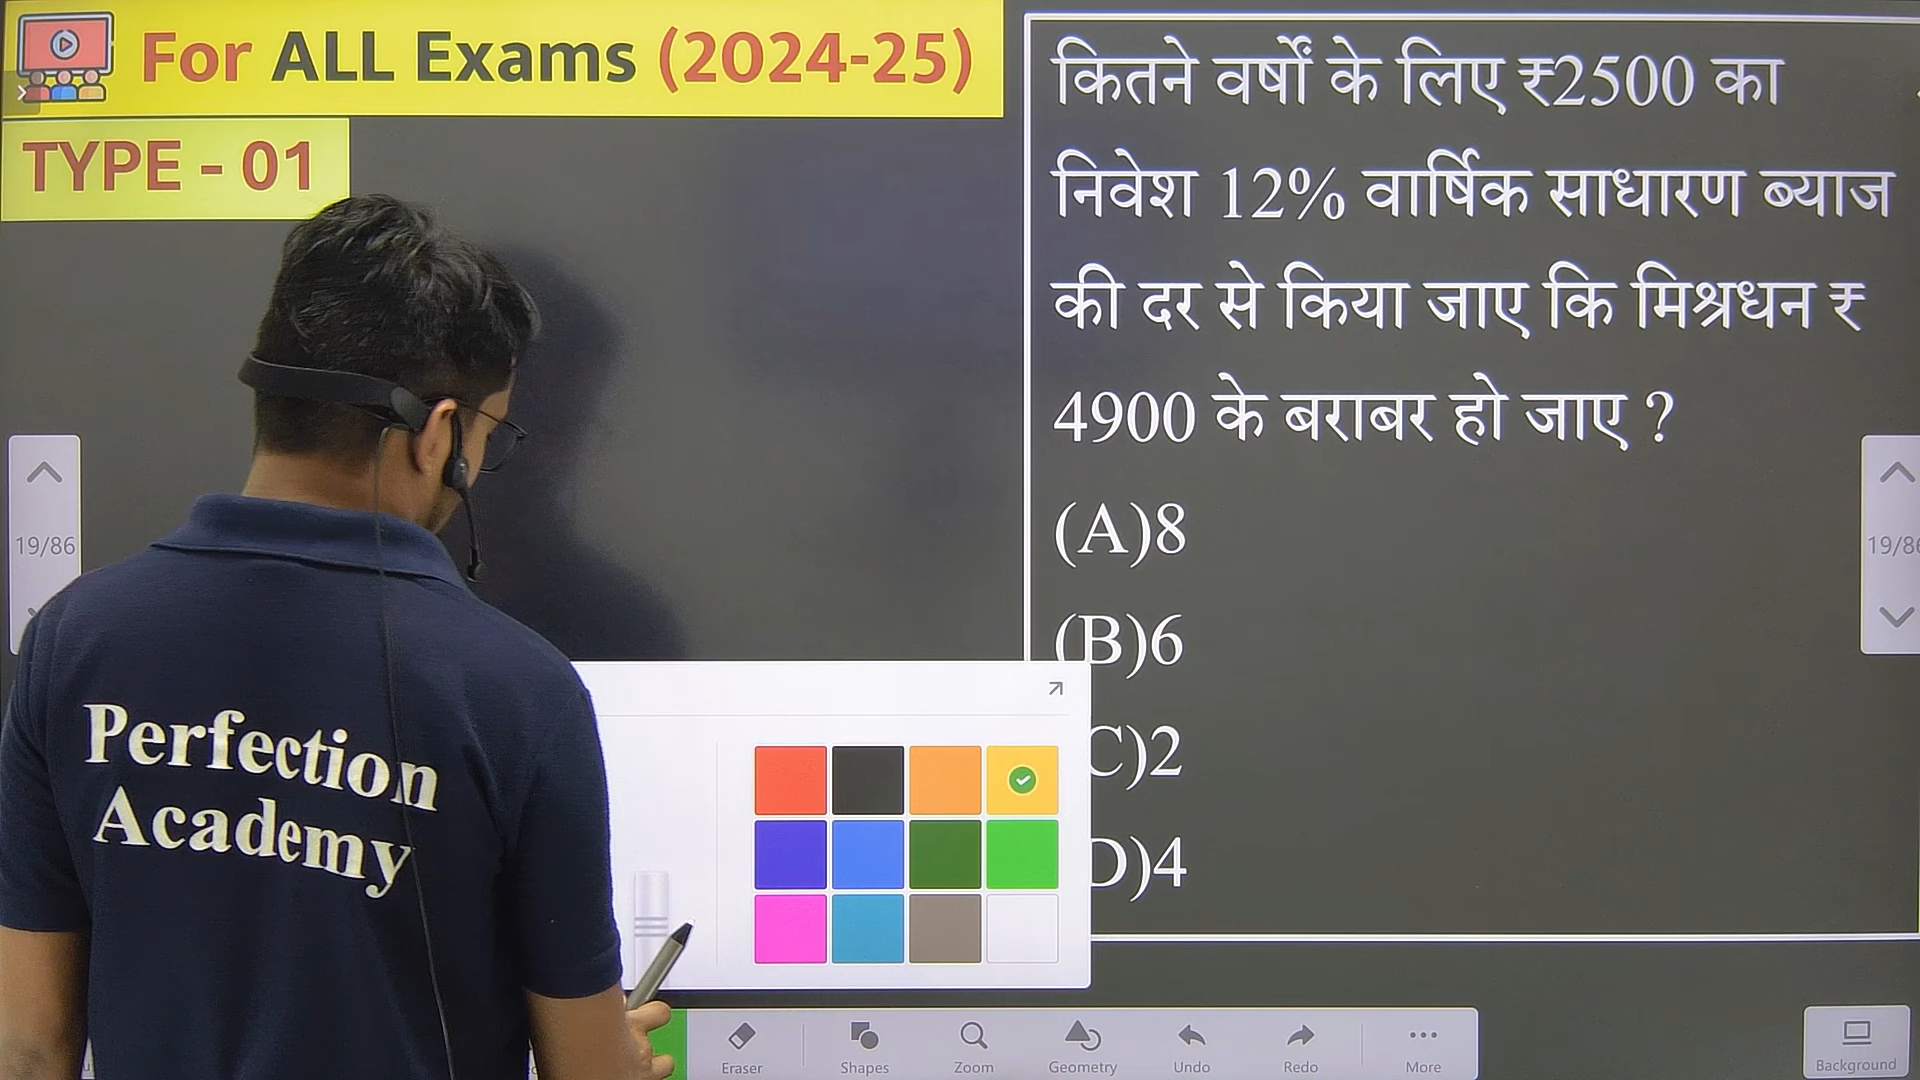 For ALL Exams (2024-25)
TYPE - 01
कितने वर्षों के लिए ₹2500 का
निवेश 12% वार्षिक साधारण ब्याज
की दर से किया जाए कि मिश्रधन ₹
4900 के बराबर हो जाए ?
(A)8
(B)6
C)2
D)4
19/86
19/86
Perfection
Academy
Eraser
Shapes
Zoom
Geometry
Undo
Redo
More
Background